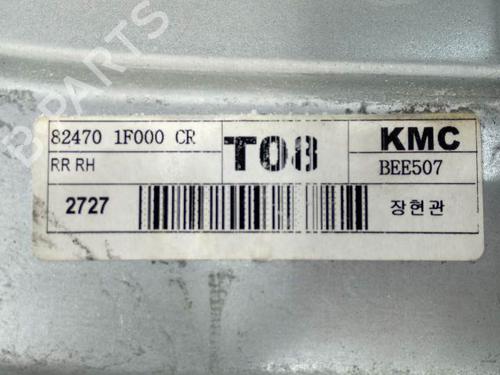 82470 1F000 CR
T08
KMC
RR RH
BEE507
2727
장현관
B-PARTS